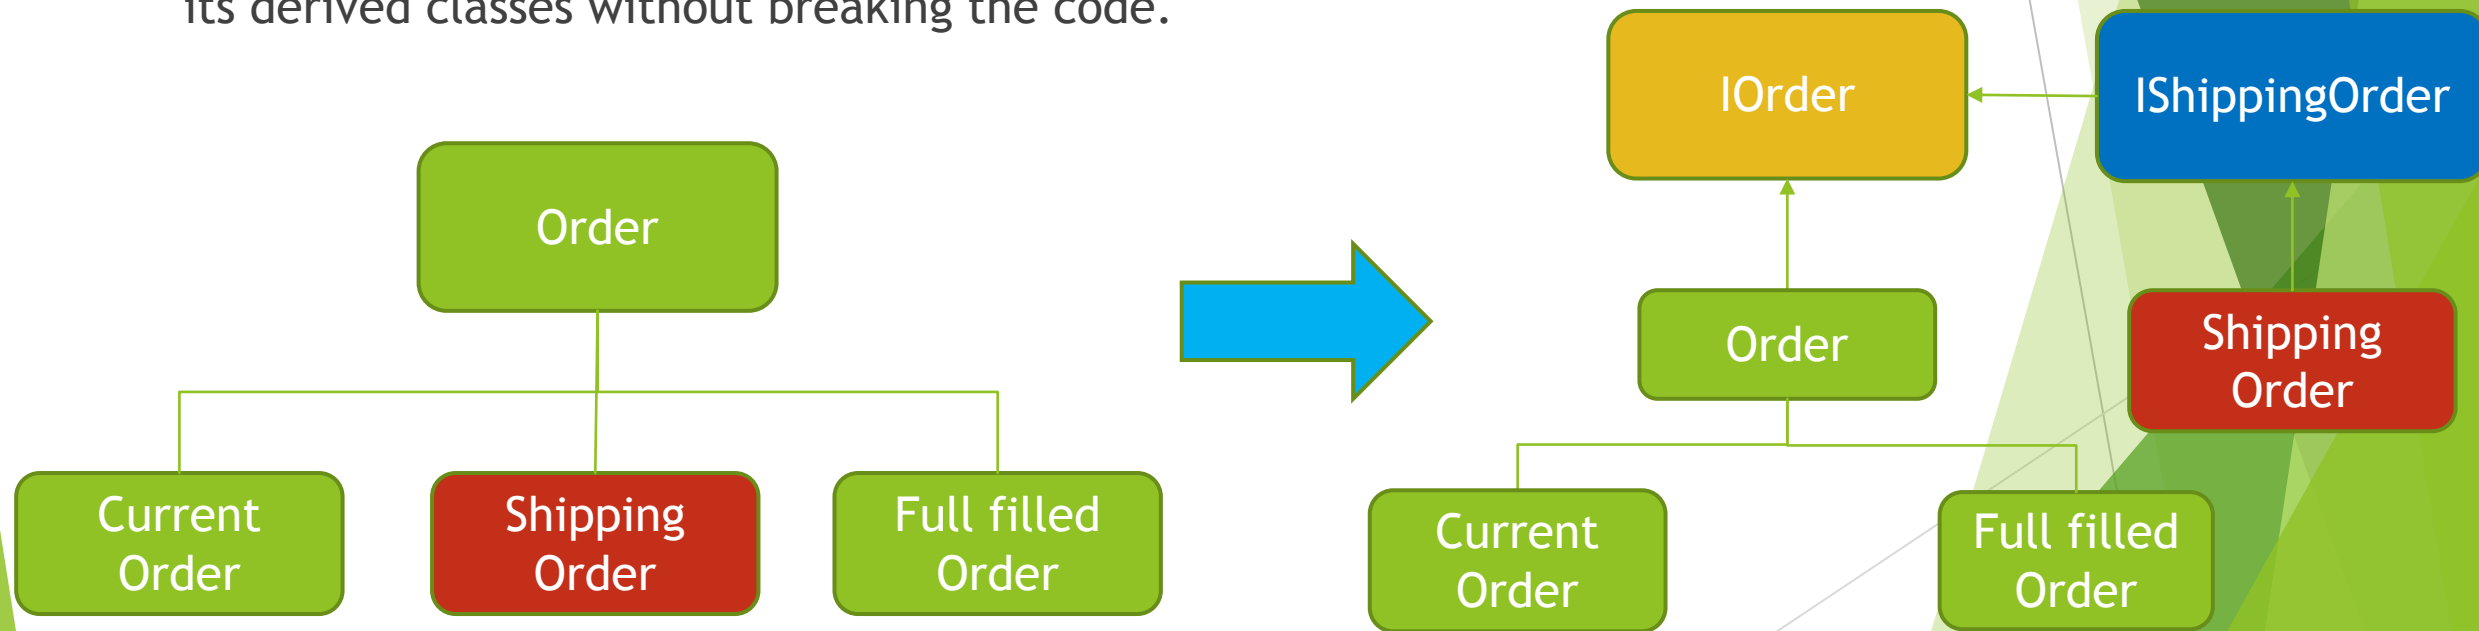 its derived classes without breaking the code.
IOrder
IShippingOrder
Order
Order
Shipping
Order
Current
Order
Shipping
Order
Full filled
Order
Current
Order
Full filled
Order